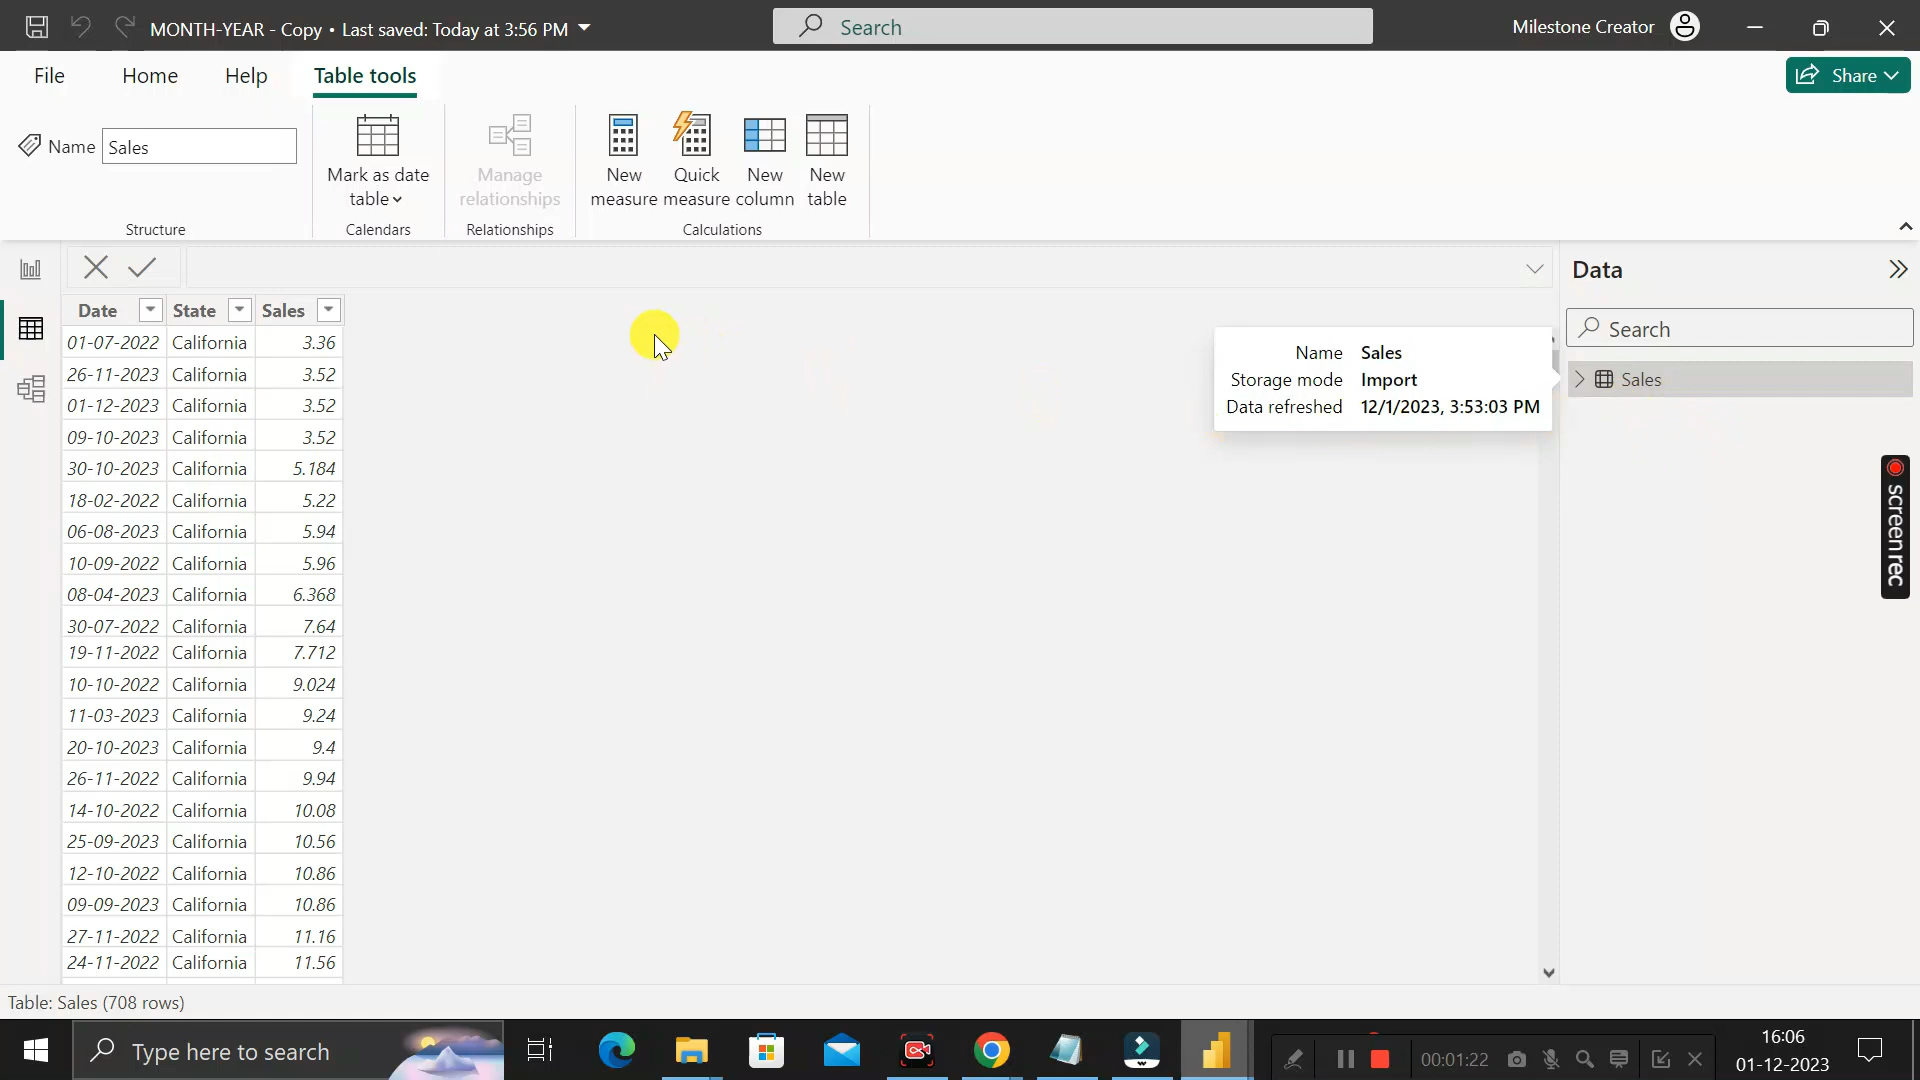 MONTH-YEAR - Copy • Last saved: Today at 3:56 PM
Search
Milestone Creator
File
Home
Help
Table tools
Share
Name
Sales
Mark as date
table
Manage
relationships
New
measure
Quick
measure
New
column
New
table
Structure
Calendars
Relationships
Calculations
Data
Search
Sales
Name Sales
Storage mode Import
Data refreshed 12/1/2023, 3:53:03 PM
Date State Sales
01-07-2022 California 3.36
26-11-2023 California 3.52
01-12-2023 California 3.52
09-10-2023 California 3.52
30-10-2023 California 5.184
18-02-2022 California 5.22
06-08-2023 California 5.94
10-09-2022 California 5.96
08-04-2023 California 6.368
30-07-2022 California 7.64
19-11-2022 California 7.712
10-10-2022 California 9.024
11-03-2023 California 9.24
20-10-2023 California 9.4
26-11-2022 California 9.94
14-10-2022 California 10.08
25-09-2023 California 10.56
12-10-2022 California 10.86
09-09-2023 California 10.86
27-11-2022 California 11.16
24-11-2022 California 11.56
screenrec
Table: Sales (708 rows)
Type here to search
00:01:22
16:06
01-12-2023